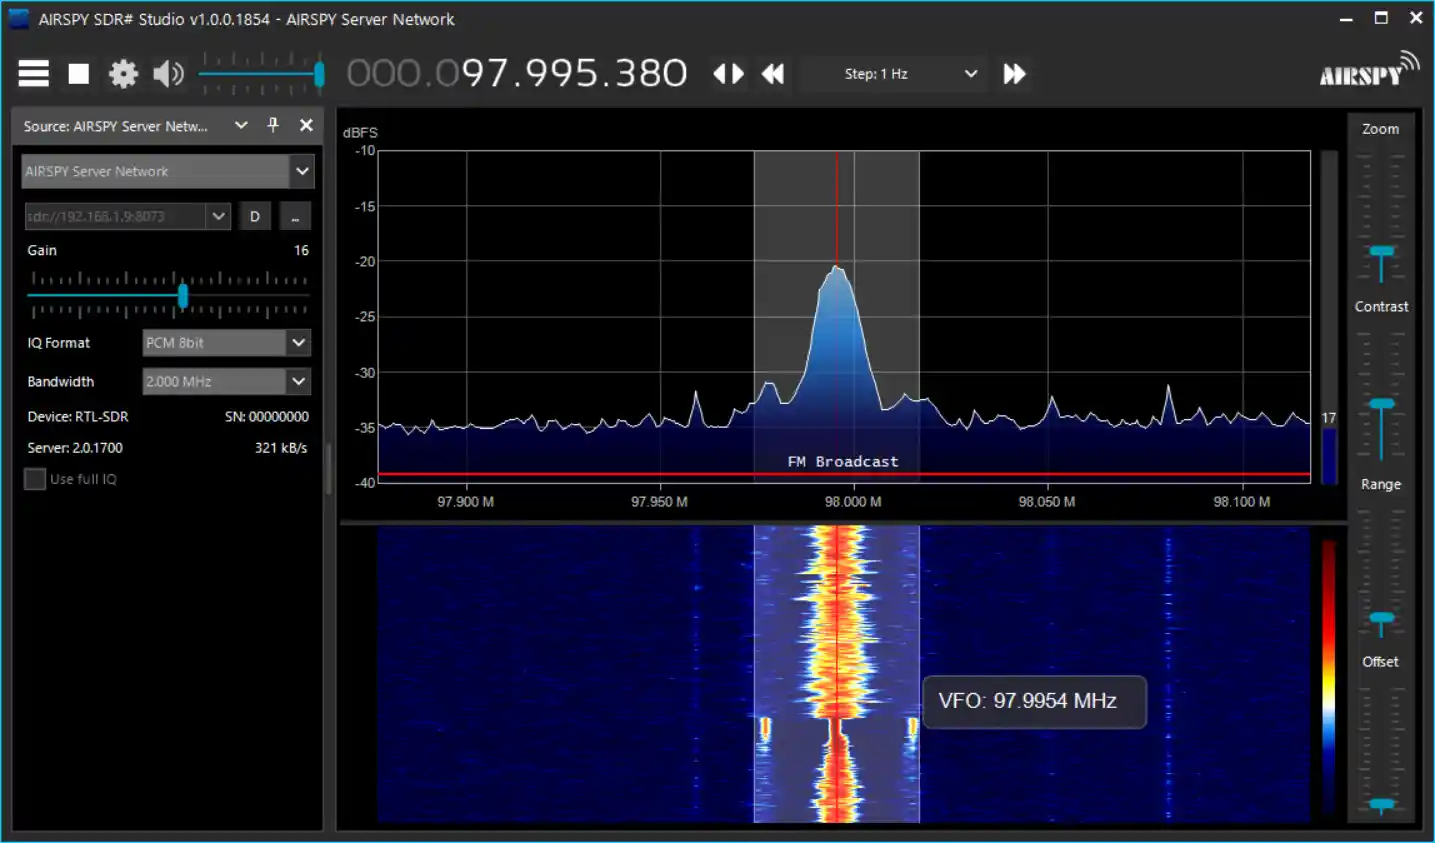 AIRSPY SDR# Studio v1.0.0.1854 - AIRSPY Server Network
000.097.995.380
Step: 1 Hz
AIRSPY
Source: AIRSPY Server Netw...
AIRSPY Server Network
sdr://192.168.1.9:8073
D
...
Gain 16
IQ Format PCM 8bit
Bandwidth 2.000 MHz
Device: RTL-SDR SN: 00000000
Server: 2.0.1700 321 kB/s
Use full IQ
dBFS
-10
-15
-20
-25
-30
-35
-40
FM Broadcast
97.900 M 97.950 M 98.000 M 98.050 M 98.100 M
17
VFO: 97.9954 MHz
Zoom
Contrast
Range
Offset